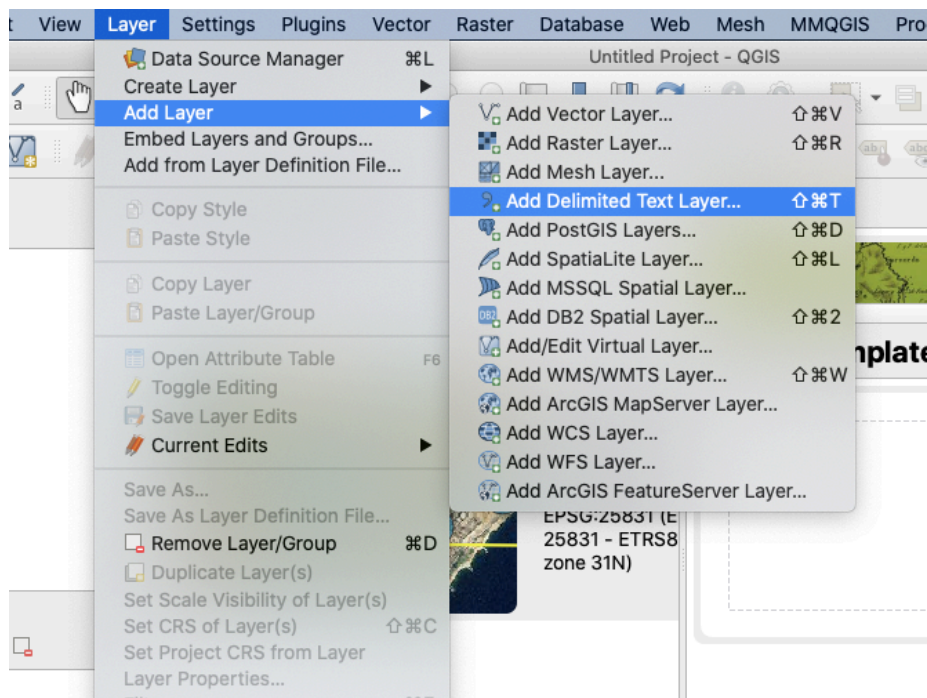 View Layer Settings Plugins Vector Raster Database Web Mesh MMQGIS Pro
Untitled Project - QGIS
Data Source Manager ⌘L
Create Layer
Add Layer
Embed Layers and Groups...
Add from Layer Definition File...
Copy Style
Paste Style
Copy Layer
Paste Layer/Group
Open Attribute Table F6
Toggle Editing
Save Layer Edits
Current Edits
Save As...
Save As Layer Definition File...
Remove Layer/Group ⌘D
Duplicate Layer(s)
Set Scale Visibility of Layer(s)
Set CRS of Layer(s) ⇧⌘C
Set Project CRS from Layer
Layer Properties...
Add Vector Layer... ⇧⌘V
Add Raster Layer... ⇧⌘R
Add Mesh Layer...
Add Delimited Text Layer... ⇧⌘T
Add PostGIS Layers... ⇧⌘D
Add SpatiaLite Layer... ⇧⌘L
Add MSSQL Spatial Layer...
Add DB2 Spatial Layer... ⇧⌘2
Add/Edit Virtual Layer...
Add WMS/WMTS Layer... ⇧⌘W
Add ArcGIS MapServer Layer...
Add WCS Layer...
Add WFS Layer...
Add ArcGIS FeatureServer Layer...
EPSG:25831 (E
25831 - ETRS8
zone 31N)
mplate